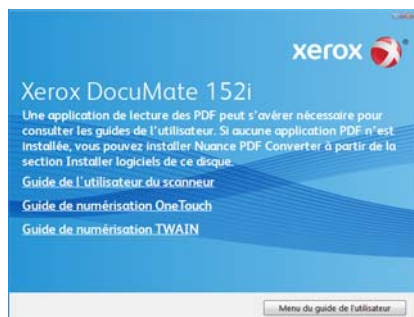 xerox
Xerox DocuMate 152i
Une application de lecture des PDF peut s'avérer nécessaire pour
consulter les guides de l'utilisateur. Si aucune application PDF n'est
installée, vous pouvez installer Nuance PDF Converter à partir de la
section Installer logiciels de ce disque.
Guide de l'utilisateur du scanneur
Guide de numérisation OneTouch
Guide de numérisation TWAIN
Menu du guide de l'utilisateur